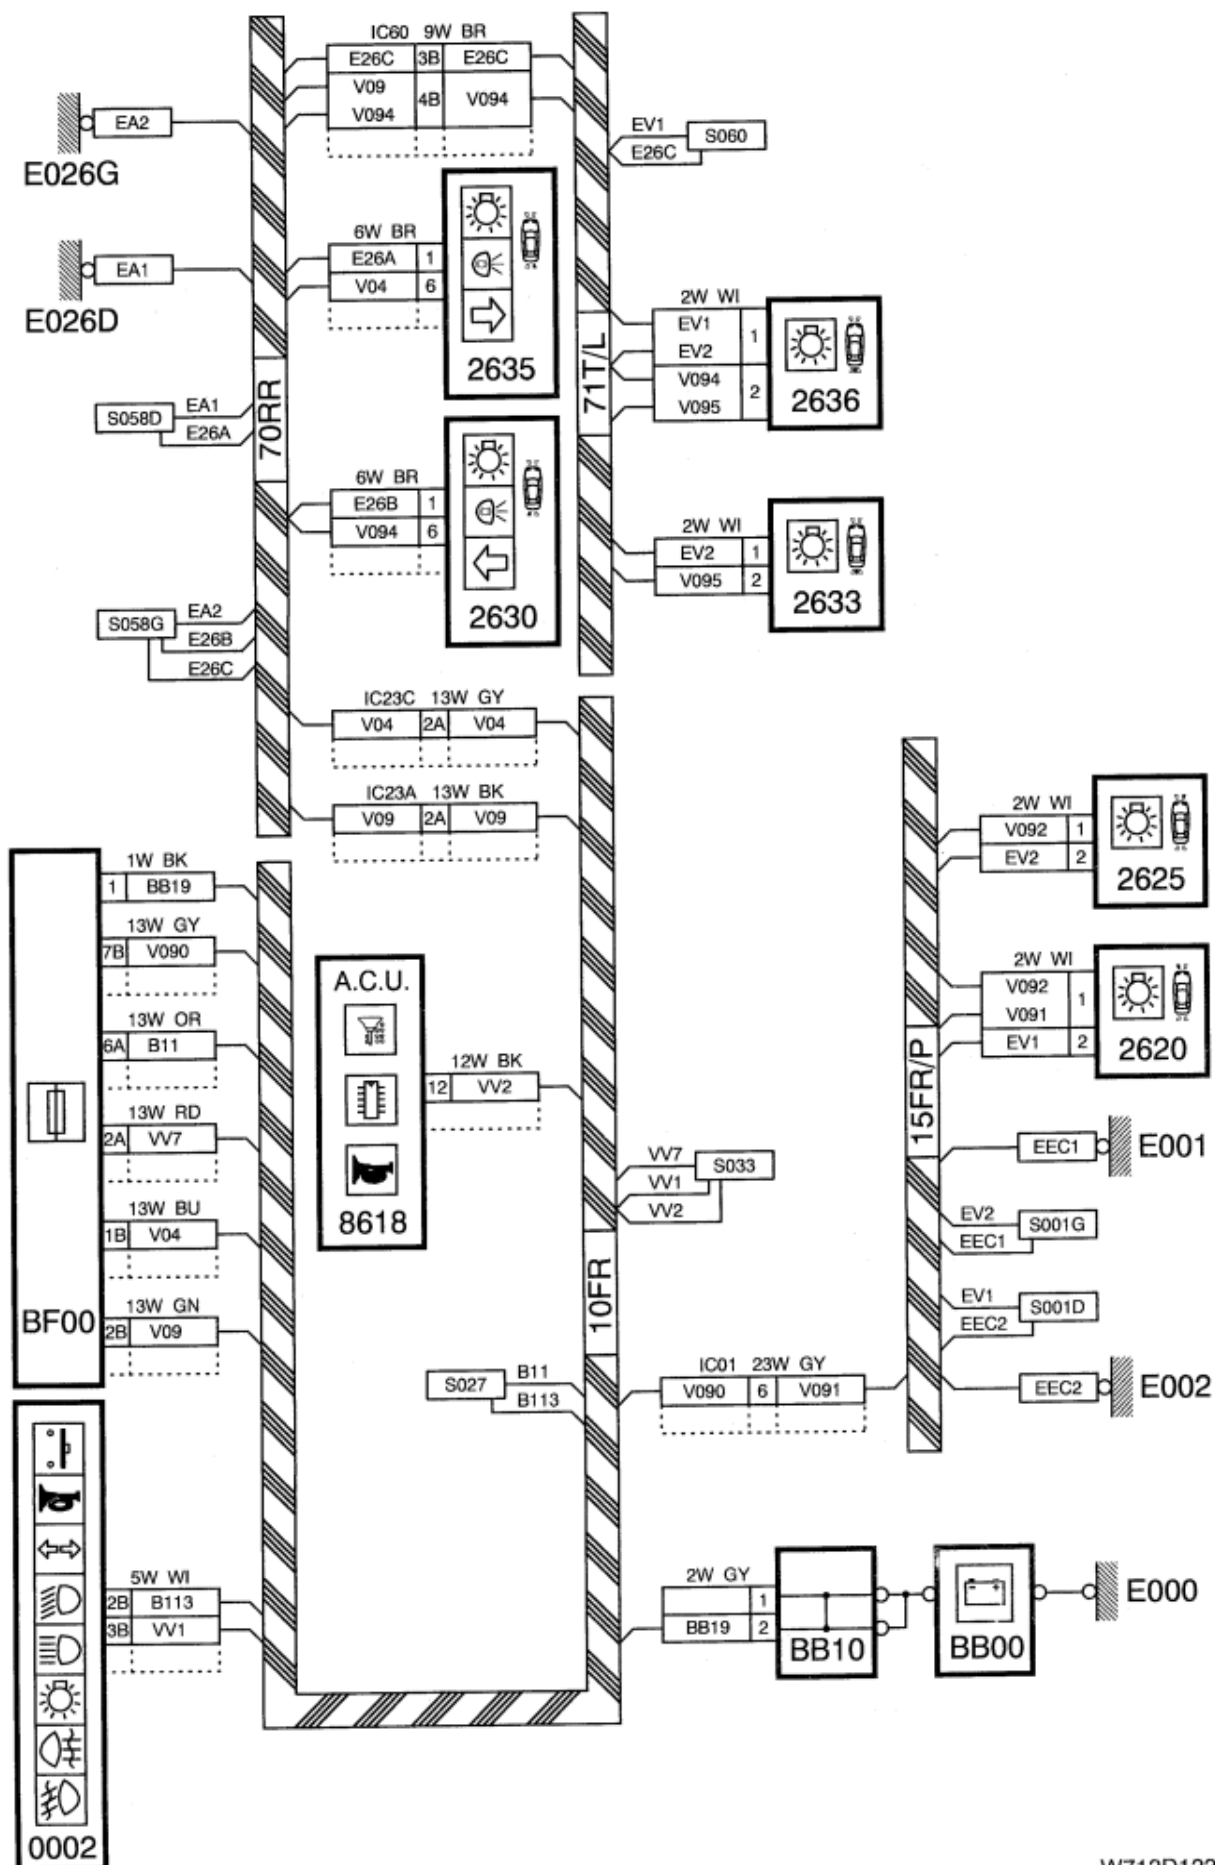 IC60 9W BR
E26C 3B E26C
V09
V094 4B V094
EA2
E026G
EV1
E26C S060
6W BR
E26A 1
V04 6
2635
EA1
E026D
2W WI
EV1
EV2 1
V094
V095 2
2636
71T/L
70RR
S058D EA1
E26A
6W BR
E26B 1
V094 6
2630
2W WI
EV2 1
V095 2
2633
S058G EA2
E26B
E26C
IC23C 13W GY
V04 2A V04
IC23A 13W BK
V09 2A V09
2W WI
V092 1
EV2 2
2625
1W BK
1 BB19
13W GY
7B V090
13W OR
6A B11
13W RD
2A VV7
13W BU
1B V04
13W GN
2B V09
BF00
A.C.U.
12W BK
12 VV2
8618
2W WI
V092
V091 1
EV1 2
2620
15FR/P
EEC1 E001
VV7 S033
VV1
VV2
EV2 S001G
EEC1
EV1 S001D
EEC2
10FR
S027 B11
B113
IC01 23W GY
V090 6 V091
EEC2 E002
5W WI
2B B113
3B VV1
0002
2W GY
1
BB19 2
BB10
BB00
E000